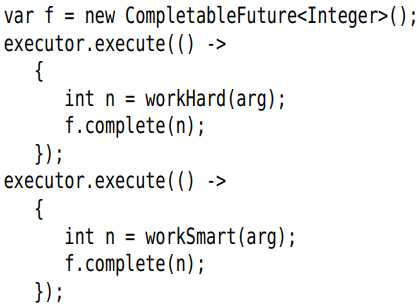 var f = new CompletableFuture<Integer>();
executor.execute(() ->
   {
      int n = workHard(arg);
      f.complete(n);
   });
executor.execute(() ->
   {
      int n = workSmart(arg);
      f.complete(n);
   });